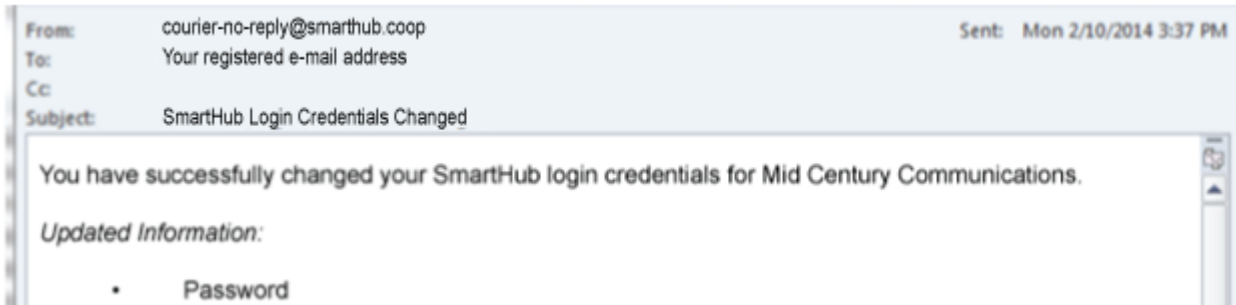 From: courier-no-reply@smarthub.coop Sent: Mon 2/10/2014 3:37 PM
To: Your registered e-mail address
Cc:
Subject: SmartHub Login Credentials Changed
You have successfully changed your SmartHub login credentials for Mid Century Communications.
Updated Information:
• Password